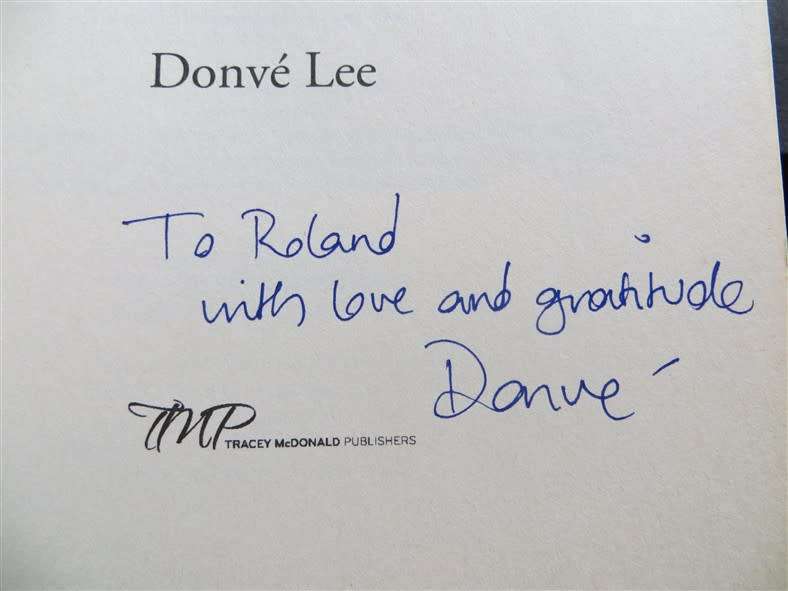 Donvé Lee
To Roland
with love and gratitude
Donvé
TMP
TRACEY McDONALD PUBLISHERS